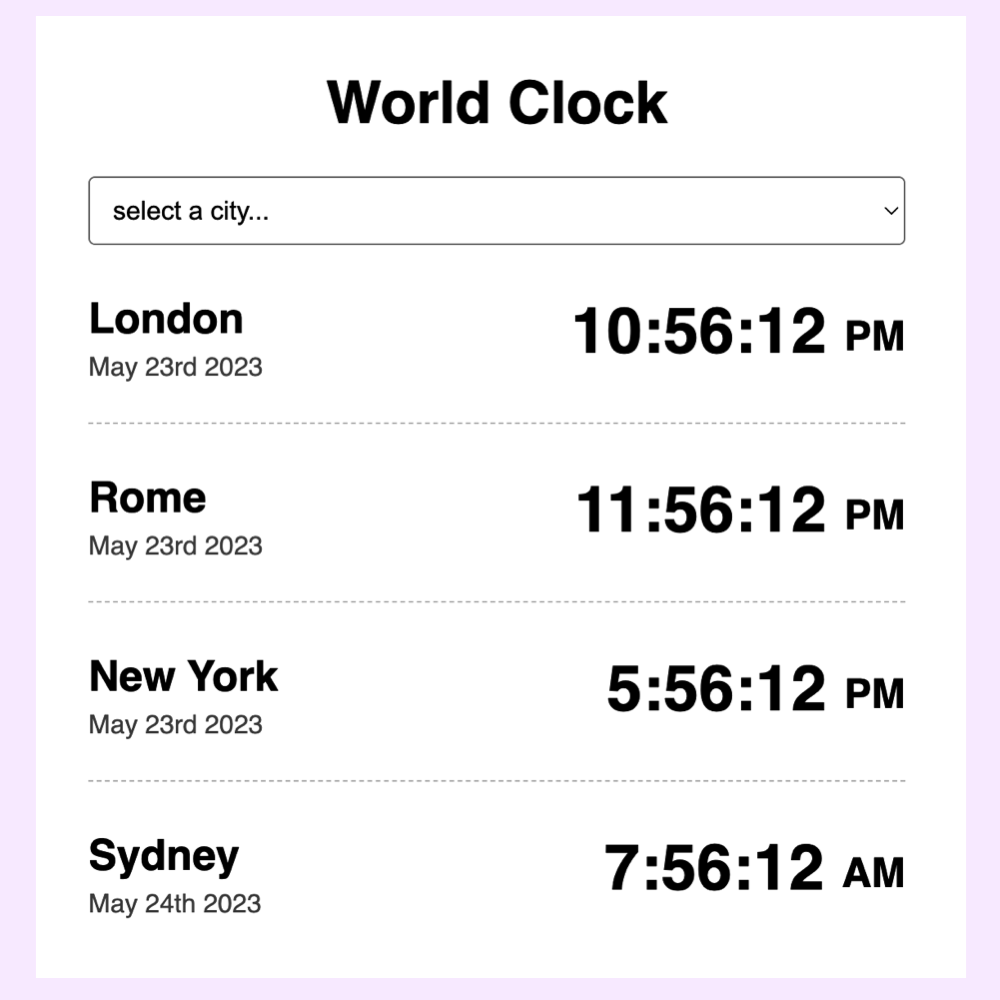 World Clock
select a city...
London
10:56:12 PM
May 23rd 2023
Rome
11:56:12 PM
May 23rd 2023
New York
5:56:12 PM
May 23rd 2023
Sydney
7:56:12 AM
May 24th 2023